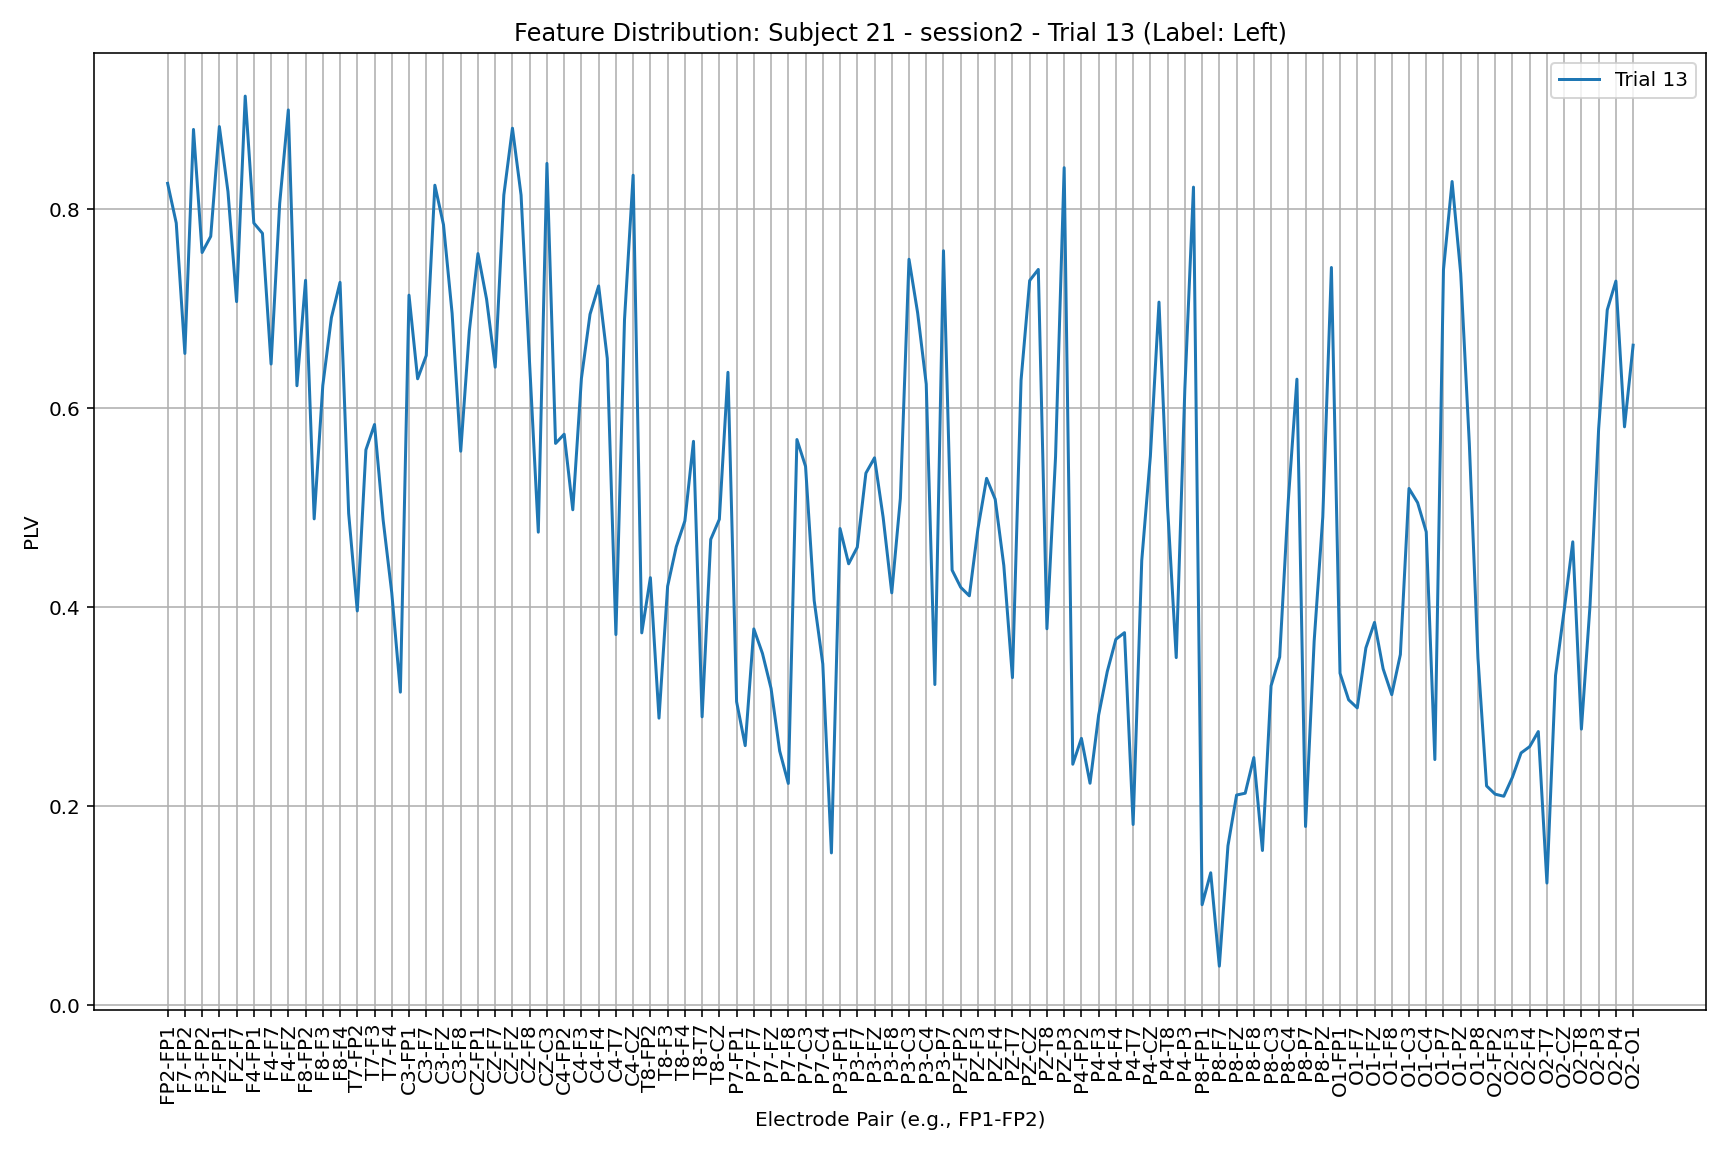 Feature Distribution: Subject 21 - session2 - Trial 13 (Label: Left)
Trial 13
PLV
0.8
0.6
0.4
0.2
0.0
FP2-FP1
F7-FP2
F3-FP2
FZ-FP1
FZ-F7
F4-FP1
F4-F7
F4-FZ
F8-FP2
F8-F3
F8-F4
T7-FP2
T7-F3
T7-F4
C3-FP1
C3-F7
C3-FZ
C3-F8
CZ-FP1
CZ-F7
CZ-FZ
CZ-F8
CZ-C3
C4-FP2
C4-F3
C4-F4
C4-T7
C4-CZ
T8-FP2
T8-F3
T8-F4
T8-T7
T8-CZ
P7-FP1
P7-F7
P7-FZ
P7-F8
P7-C3
P7-C4
P3-FP1
P3-F7
P3-FZ
P3-F8
P3-C3
P3-C4
P3-P7
PZ-FP2
PZ-F3
PZ-F4
PZ-T7
PZ-CZ
PZ-T8
PZ-P3
P4-FP2
P4-F3
P4-F4
P4-T7
P4-CZ
P4-T8
P4-P3
P8-FP1
P8-F7
P8-FZ
P8-F8
P8-C3
P8-C4
P8-P7
P8-PZ
O1-FP1
O1-F7
O1-FZ
O1-F8
O1-C3
O1-C4
O1-P7
O1-PZ
O1-P8
O2-FP2
O2-F3
O2-F4
O2-T7
O2-CZ
O2-T8
O2-P3
O2-P4
O2-O1
Electrode Pair (e.g., FP1-FP2)